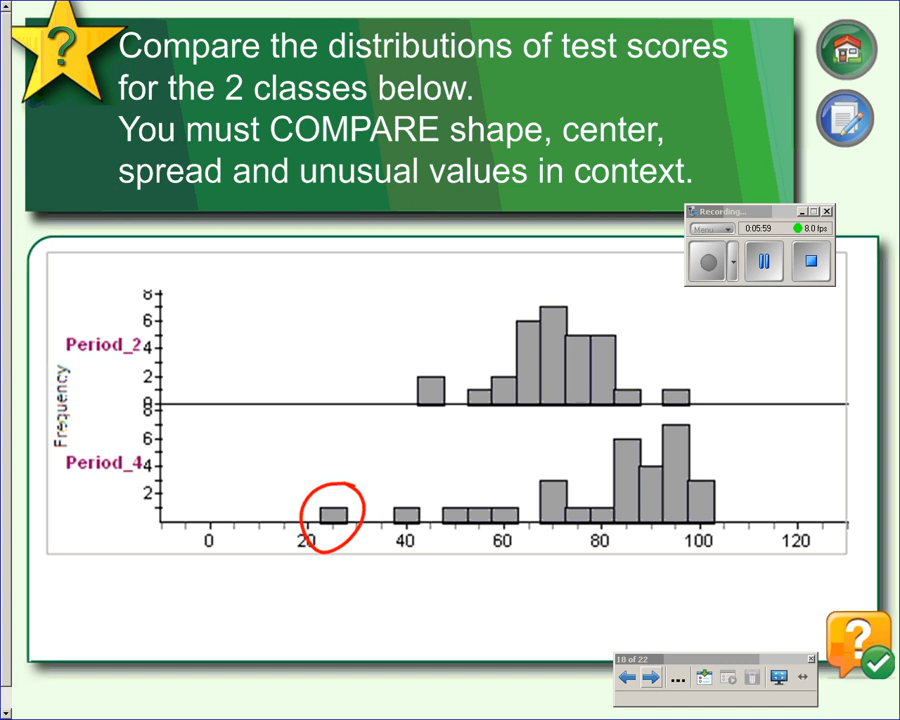 ?
Compare the distributions of test scores
for the 2 classes below.
You must COMPARE shape, center,
spread and unusual values in context.
Recording...
Menu 0:05:59 8.0 fps
8
6
Period_2 4
2
0
Frequency
8
6
Period_4 4
2
0 20 40 60 80 100 120
?
18 of 22
...